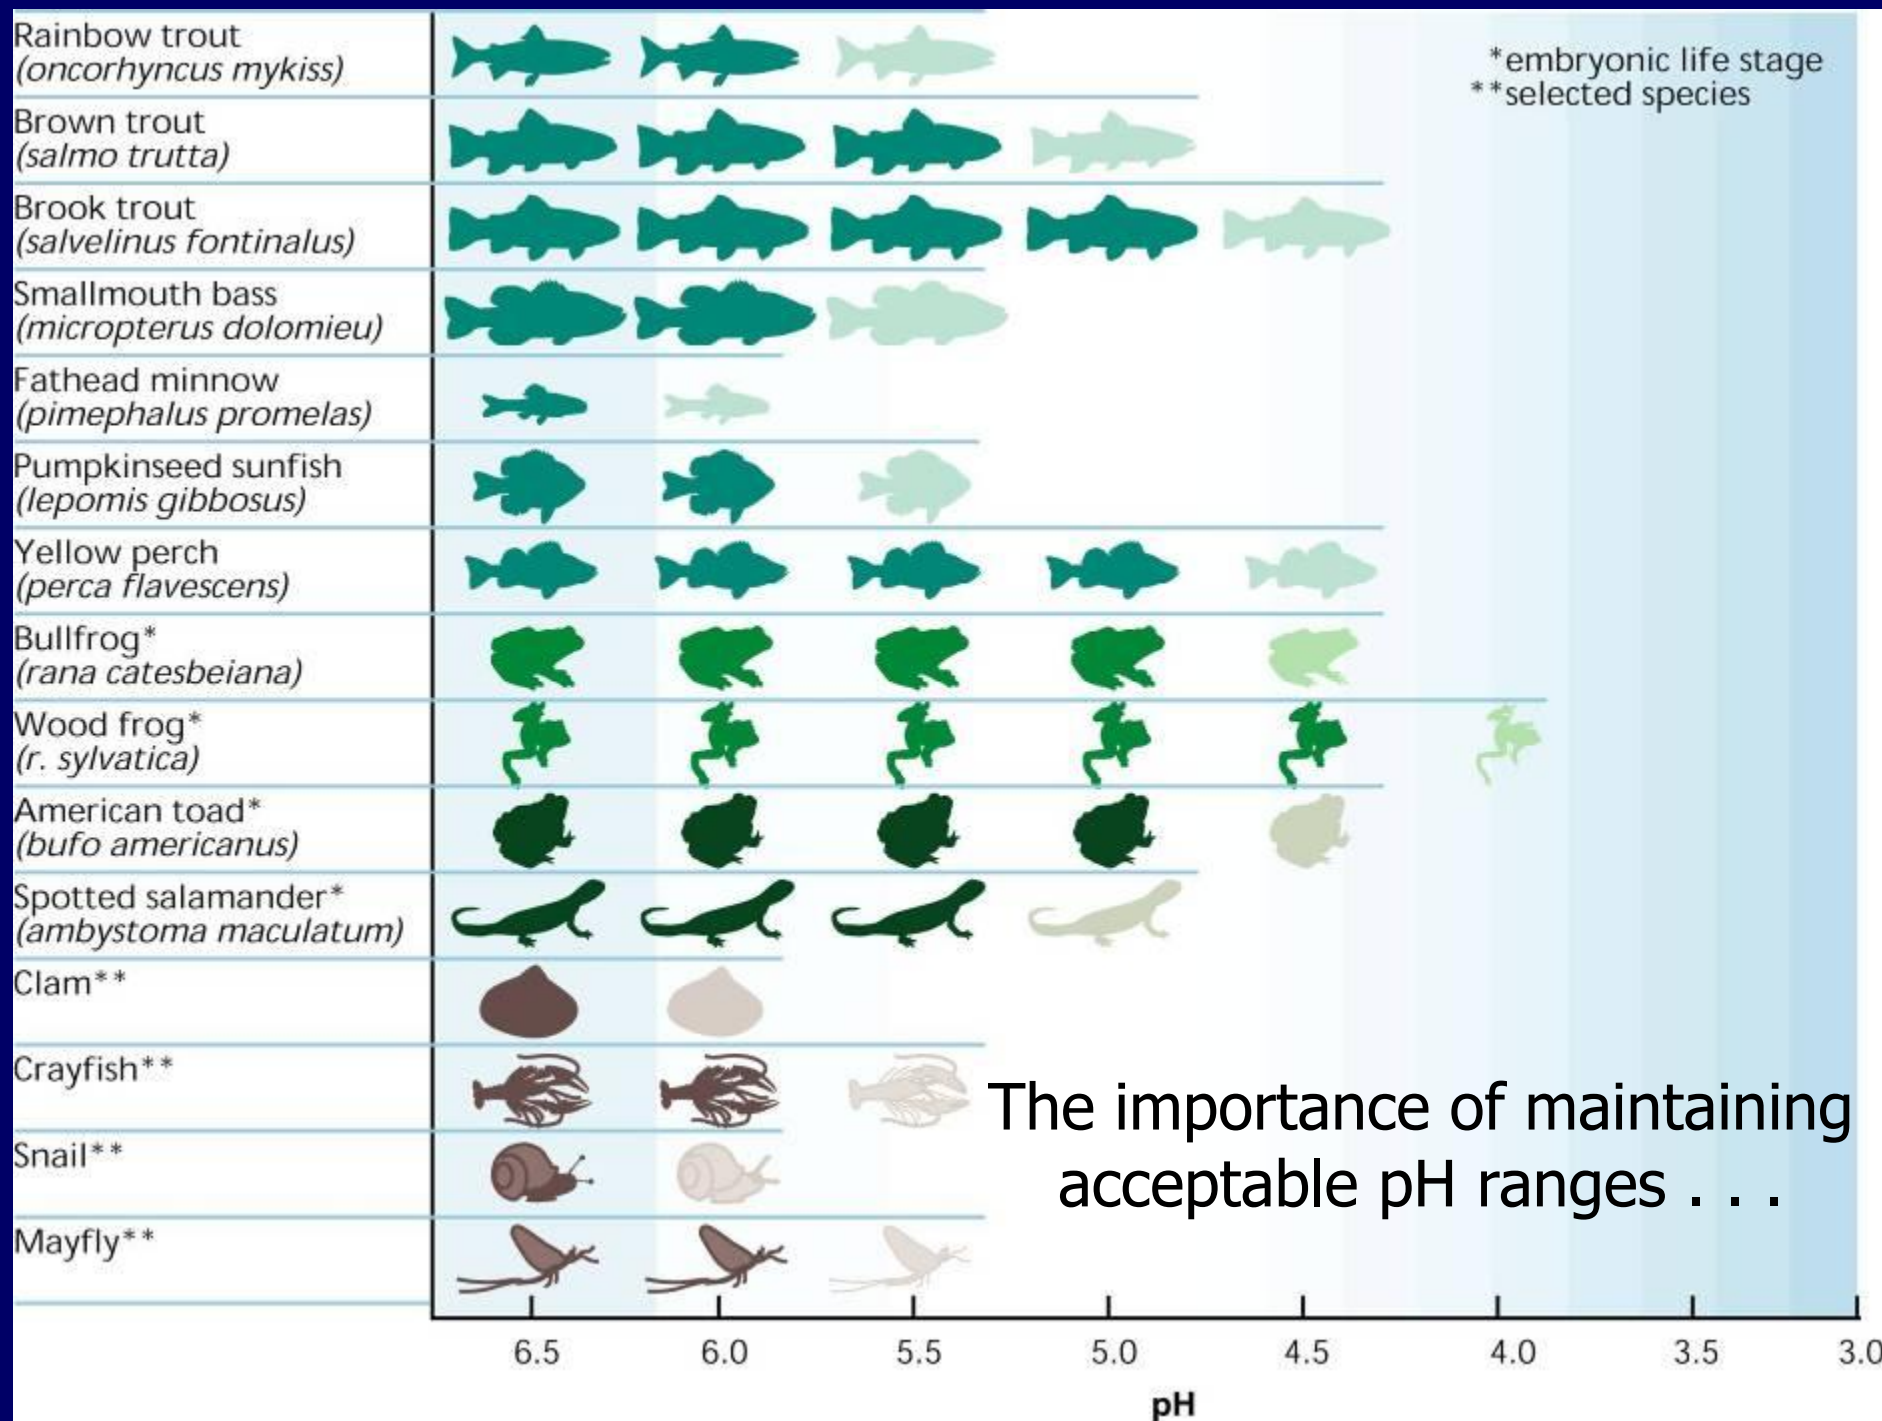 Rainbow trout
(oncorhyncus mykiss)
*embryonic life stage
**selected species
Brown trout
(salmo trutta)
Brook trout
(salvelinus fontinalus)
Smallmouth bass
(micropterus dolomieu)
Fathead minnow
(pimephalus promelas)
Pumpkinseed sunfish
(lepomis gibbosus)
Yellow perch
(perca flavescens)
Bullfrog*
(rana catesbeiana)
Wood frog*
(r. sylvatica)
American toad*
(bufo americanus)
Spotted salamander*
(ambystoma maculatum)
Clam**
Crayfish**
Snail**
Mayfly**
The importance of maintaining
acceptable pH ranges . . .
6.5 6.0 5.5 5.0 4.5 4.0 3.5 3.0
pH